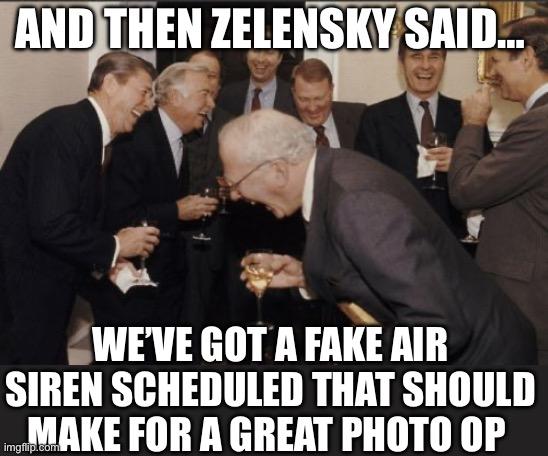 AND THEN ZELENSKY SAID...
WE'VE GOT A FAKE AIR
SIREN SCHEDULED THAT SHOULD
MAKE FOR A GREAT PHOTO OP
imgflip.com